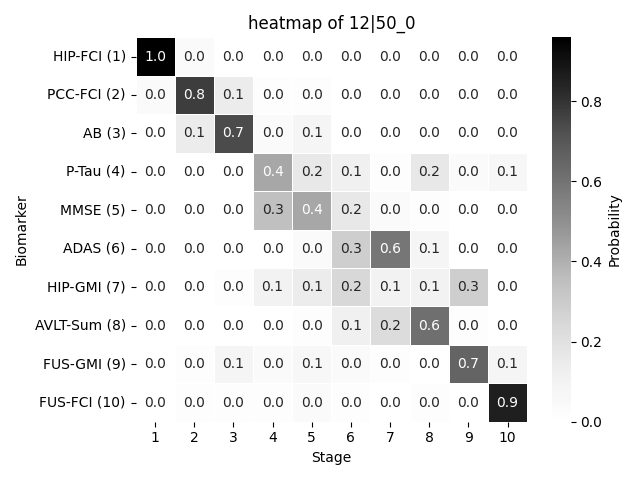 heatmap of 12|50_0
HIP-FCI (1) 1.0 0.0 0.0 0.0 0.0 0.0 0.0 0.0 0.0 0.0
PCC-FCI (2) 0.0 0.8 0.1 0.0 0.0 0.0 0.0 0.0 0.0 0.0
AB (3) 0.0 0.1 0.7 0.0 0.1 0.0 0.0 0.0 0.0 0.0
P-Tau (4) 0.0 0.0 0.0 0.4 0.2 0.1 0.0 0.2 0.0 0.1
MMSE (5) 0.0 0.0 0.0 0.3 0.4 0.2 0.0 0.0 0.0 0.0
ADAS (6) 0.0 0.0 0.0 0.0 0.0 0.3 0.6 0.1 0.0 0.0
HIP-GMI (7) 0.0 0.0 0.0 0.1 0.1 0.2 0.1 0.1 0.3 0.0
AVLT-Sum (8) 0.0 0.0 0.0 0.0 0.0 0.1 0.2 0.6 0.0 0.0
FUS-GMI (9) 0.0 0.0 0.1 0.0 0.1 0.0 0.0 0.0 0.7 0.1
FUS-FCI (10) 0.0 0.0 0.0 0.0 0.0 0.0 0.0 0.0 0.0 0.9
1 2 3 4 5 6 7 8 9 10
Stage
Biomarker
0.8
0.6
0.4
0.2
0.0
Probability